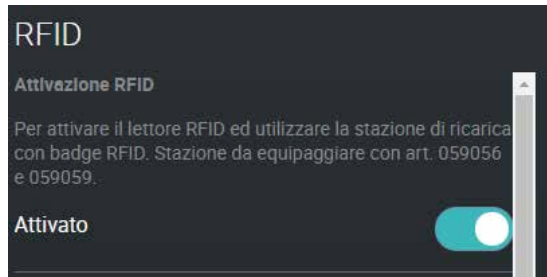 RFID
Attivazione RFID
Per attivare il lettore RFID ed utilizzare la stazione di ricarica
con badge RFID. Stazione da equipaggiare con art. 059056
e 059059.
Attivato